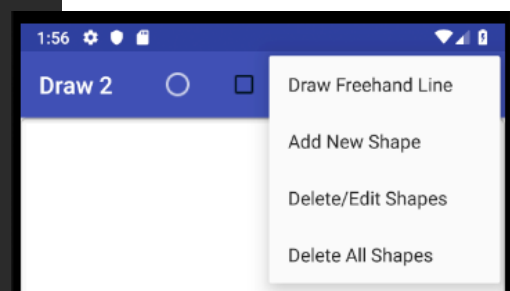 1:56
Draw 2
Draw Freehand Line
Add New Shape
Delete/Edit Shapes
Delete All Shapes